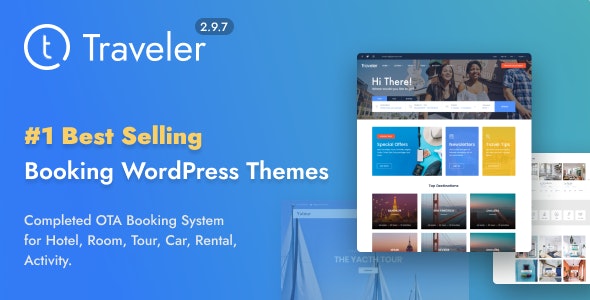 Traveler
2.9.7
#1 Best Selling
Booking WordPress Themes
Completed OTA Booking System
for Hotel, Room, Tour, Car, Rental,
Activity.
Traveler
Hi There!
Special Offers
Newsletters
Travel Tips
Top Destinations
THE YACTH TOUR